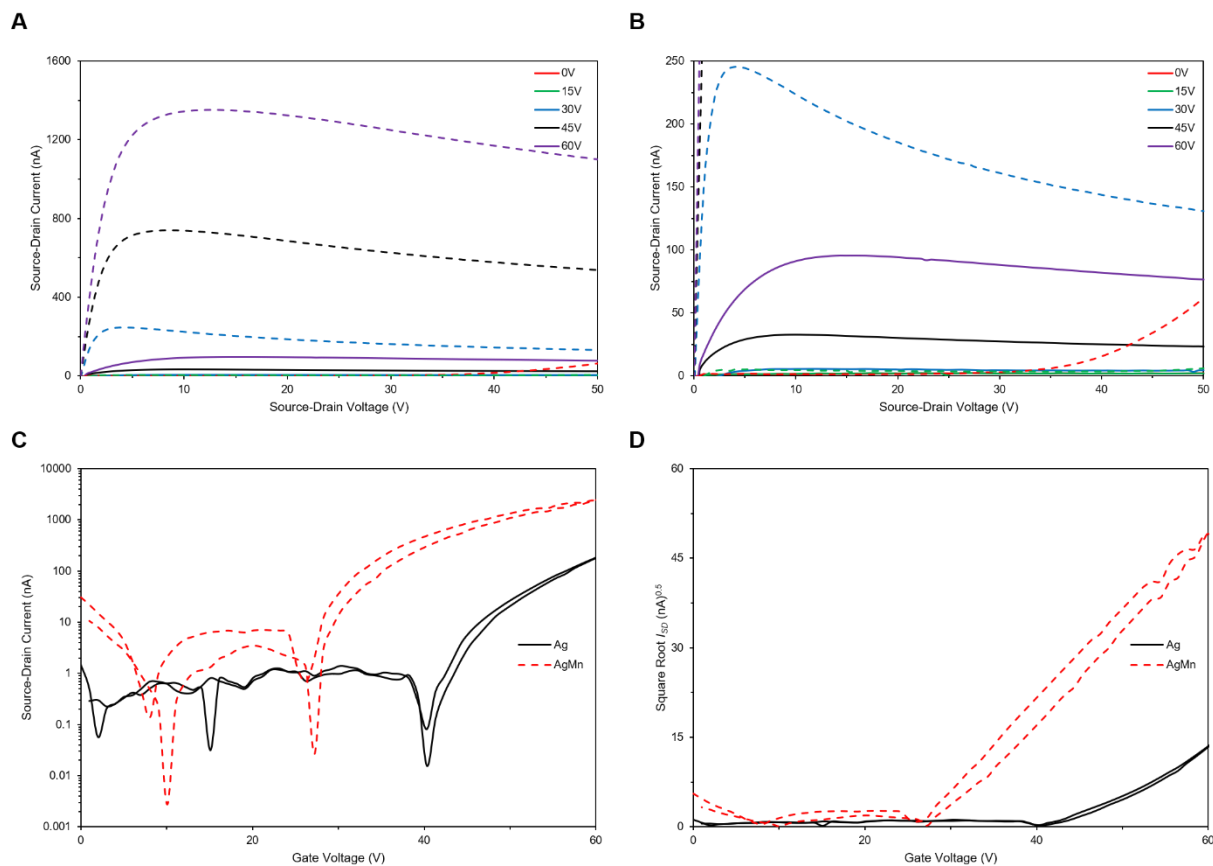 A
B
Source-Drain Current (nA)
1600
1200
800
400
0
0 10 20 30 40 50
Source-Drain Voltage (V)
0V
15V
30V
45V
60V
Source-Drain Current (nA)
250
200
150
100
50
0
0 10 20 30 40 50
Source-Drain Voltage (V)
0V
15V
30V
45V
60V
C
D
Source-Drain Current (nA)
10000
1000
100
10
1
0.1
0.01
0.001
0 20 40 60
Gate Voltage (V)
Ag
AgMn
Square Root I_SD (nA)^0.5
60
45
30
15
0
0 20 40 60
Gate Voltage (V)
Ag
AgMn